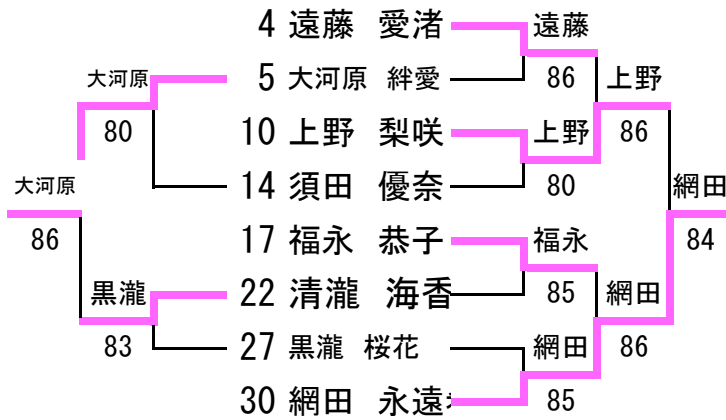 4 遠藤 愛渚 遠藤
大河原 5 大河原 絆愛 86 上野
80 10 上野 梨咲 上野 86
大河原 14 須田 優奈 80 網田
86 17 福永 恭子 福永 84
黒瀧 22 清瀧 海香 85 網田
83 27 黒瀧 桜花 網田 86
30 網田 永遠 85